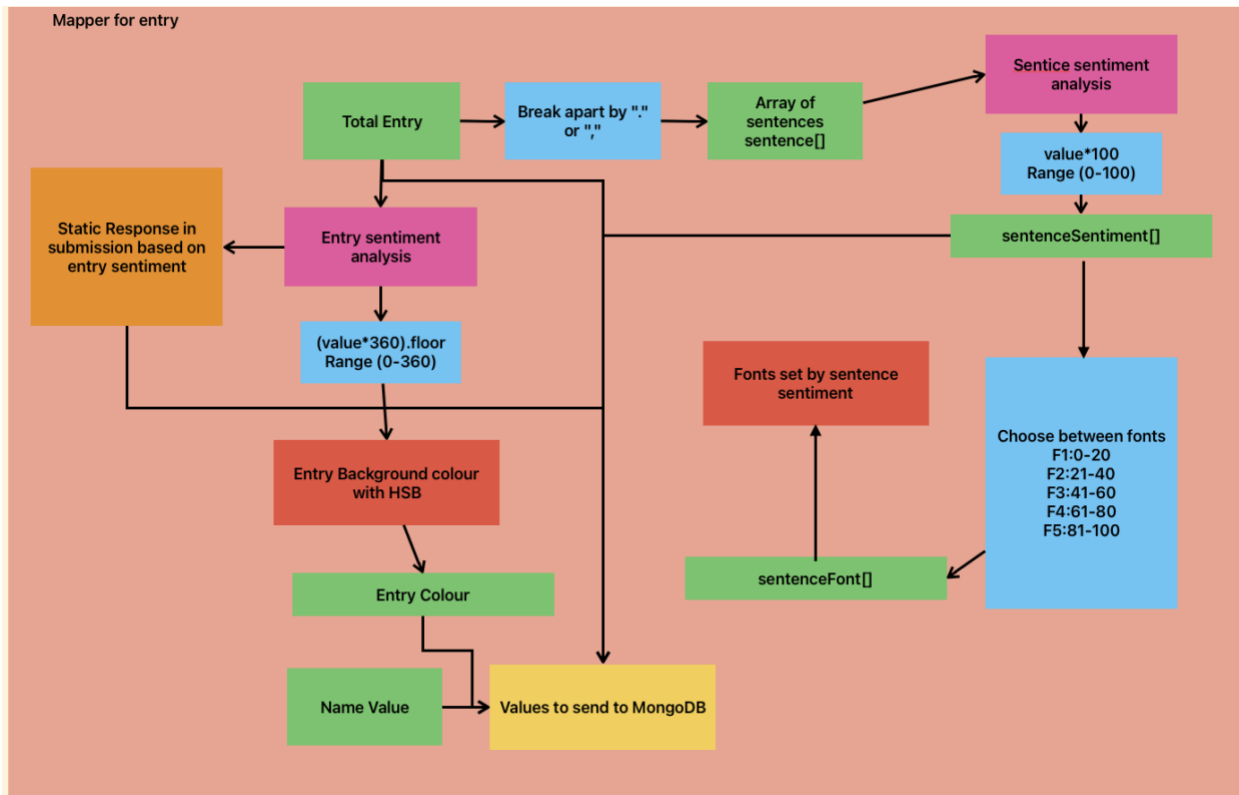 Mapper for entry
Total Entry
Break apart by "."
or ","
Array of
sentences
sentence[]
Sentice sentiment
analysis
value*100
Range (0-100)
sentenceSentiment[]
Static Response in
submission based on
entry sentiment
Entry sentiment
analysis
(value*360).floor
Range (0-360)
Fonts set by sentence
sentiment
Choose between fonts
F1:0-20
F2:21-40
F3:41-60
F4:61-80
F5:81-100
Entry Background colour
with HSB
sentenceFont[]
Entry Colour
Name Value
Values to send to MongoDB